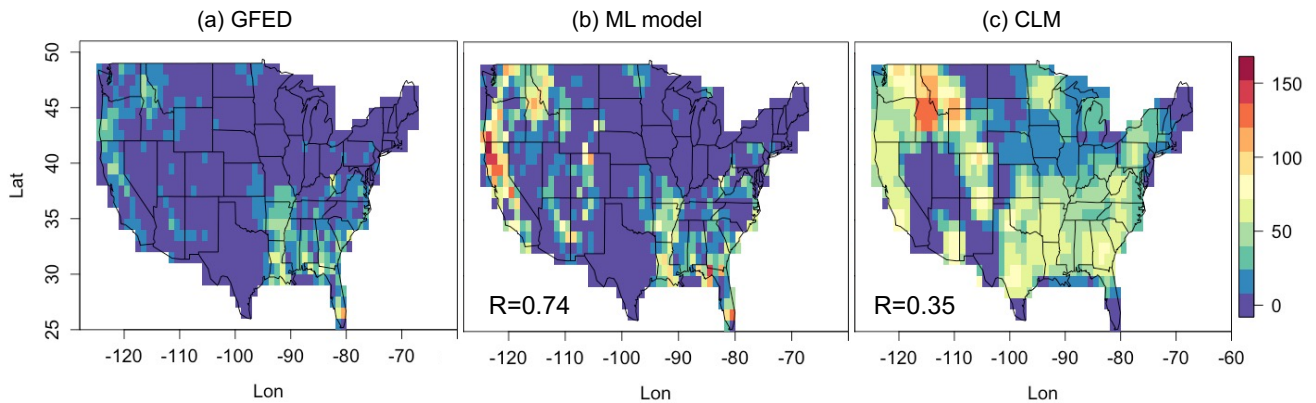 (a) GFED
(b) ML model
(c) CLM
50
45
40
35
30
25
Lat
R=0.74
R=0.35
150
100
50
0
-120 -110 -100 -90 -80 -70
-120 -110 -100 -90 -80 -70
-120 -110 -100 -90 -80 -70 -60
Lon
Lon
Lon